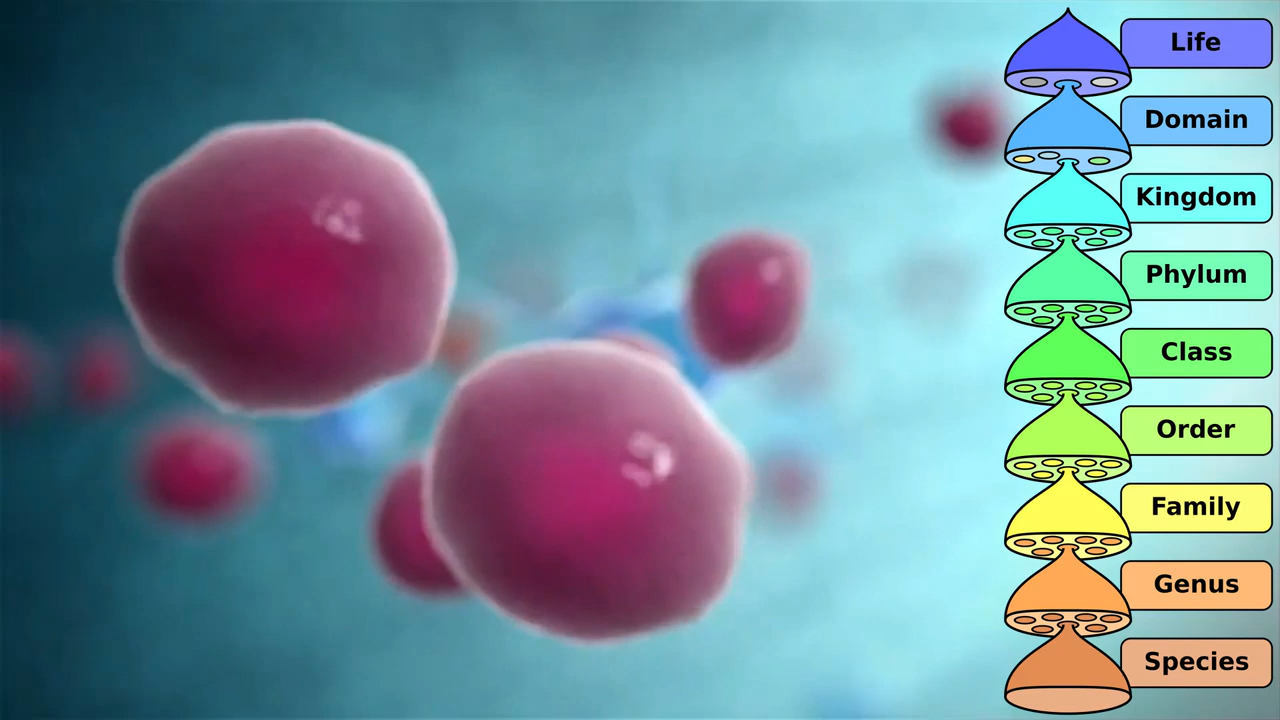 Life
Domain
Kingdom
Phylum
Class
Order
Family
Genus
Species